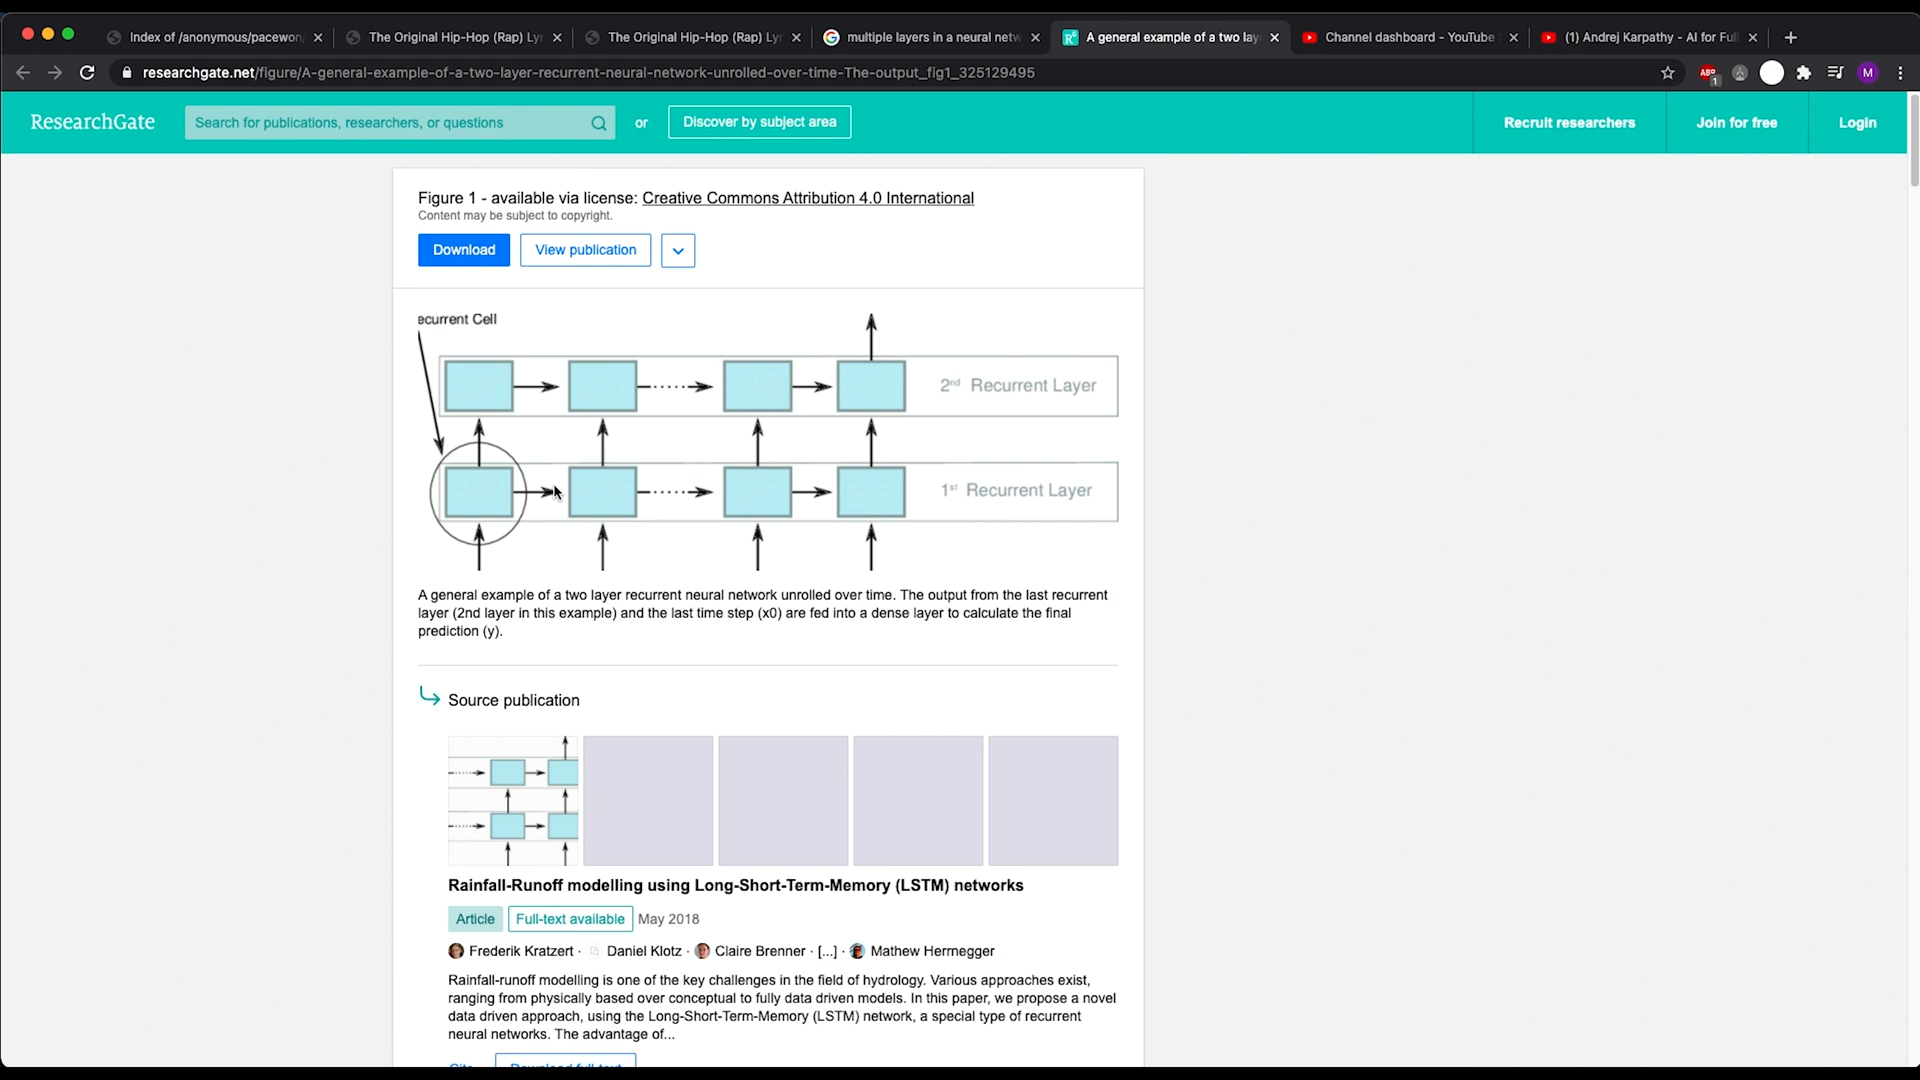 Index of /anonymous/pacewon
The Original Hip-Hop (Rap) Ly
The Original Hip-Hop (Rap) Ly
multiple layers in a neural netw
A general example of a two lay
Channel dashboard - YouTube
(1) Andrej Karpathy - AI for Ful
researchgate.net/figure/A-general-example-of-a-two-layer-recurrent-neural-network-unrolled-over-time-The-output_fig1_325129495
ABP
1
M
ResearchGate
Search for publications, researchers, or questions
or
Discover by subject area
Recruit researchers
Join for free
Login
Figure 1 - available via license: Creative Commons Attribution 4.0 International
Content may be subject to copyright.
Download
View publication
ecurrent Cell
2nd Recurrent Layer
1st Recurrent Layer
A general example of a two layer recurrent neural network unrolled over time. The output from the last recurrent
layer (2nd layer in this example) and the last time step (x0) are fed into a dense layer to calculate the final
prediction (y).
Source publication
Rainfall-Runoff modelling using Long-Short-Term-Memory (LSTM) networks
Article
Full-text available
May 2018
Frederik Kratzert · Daniel Klotz · Claire Brenner · [...] · Mathew Herrnegger
Rainfall-runoff modelling is one of the key challenges in the field of hydrology. Various approaches exist,
ranging from physically based over conceptual to fully data driven models. In this paper, we propose a novel
data driven approach, using the Long-Short-Term-Memory (LSTM) network, a special type of recurrent
neural networks. The advantage of...